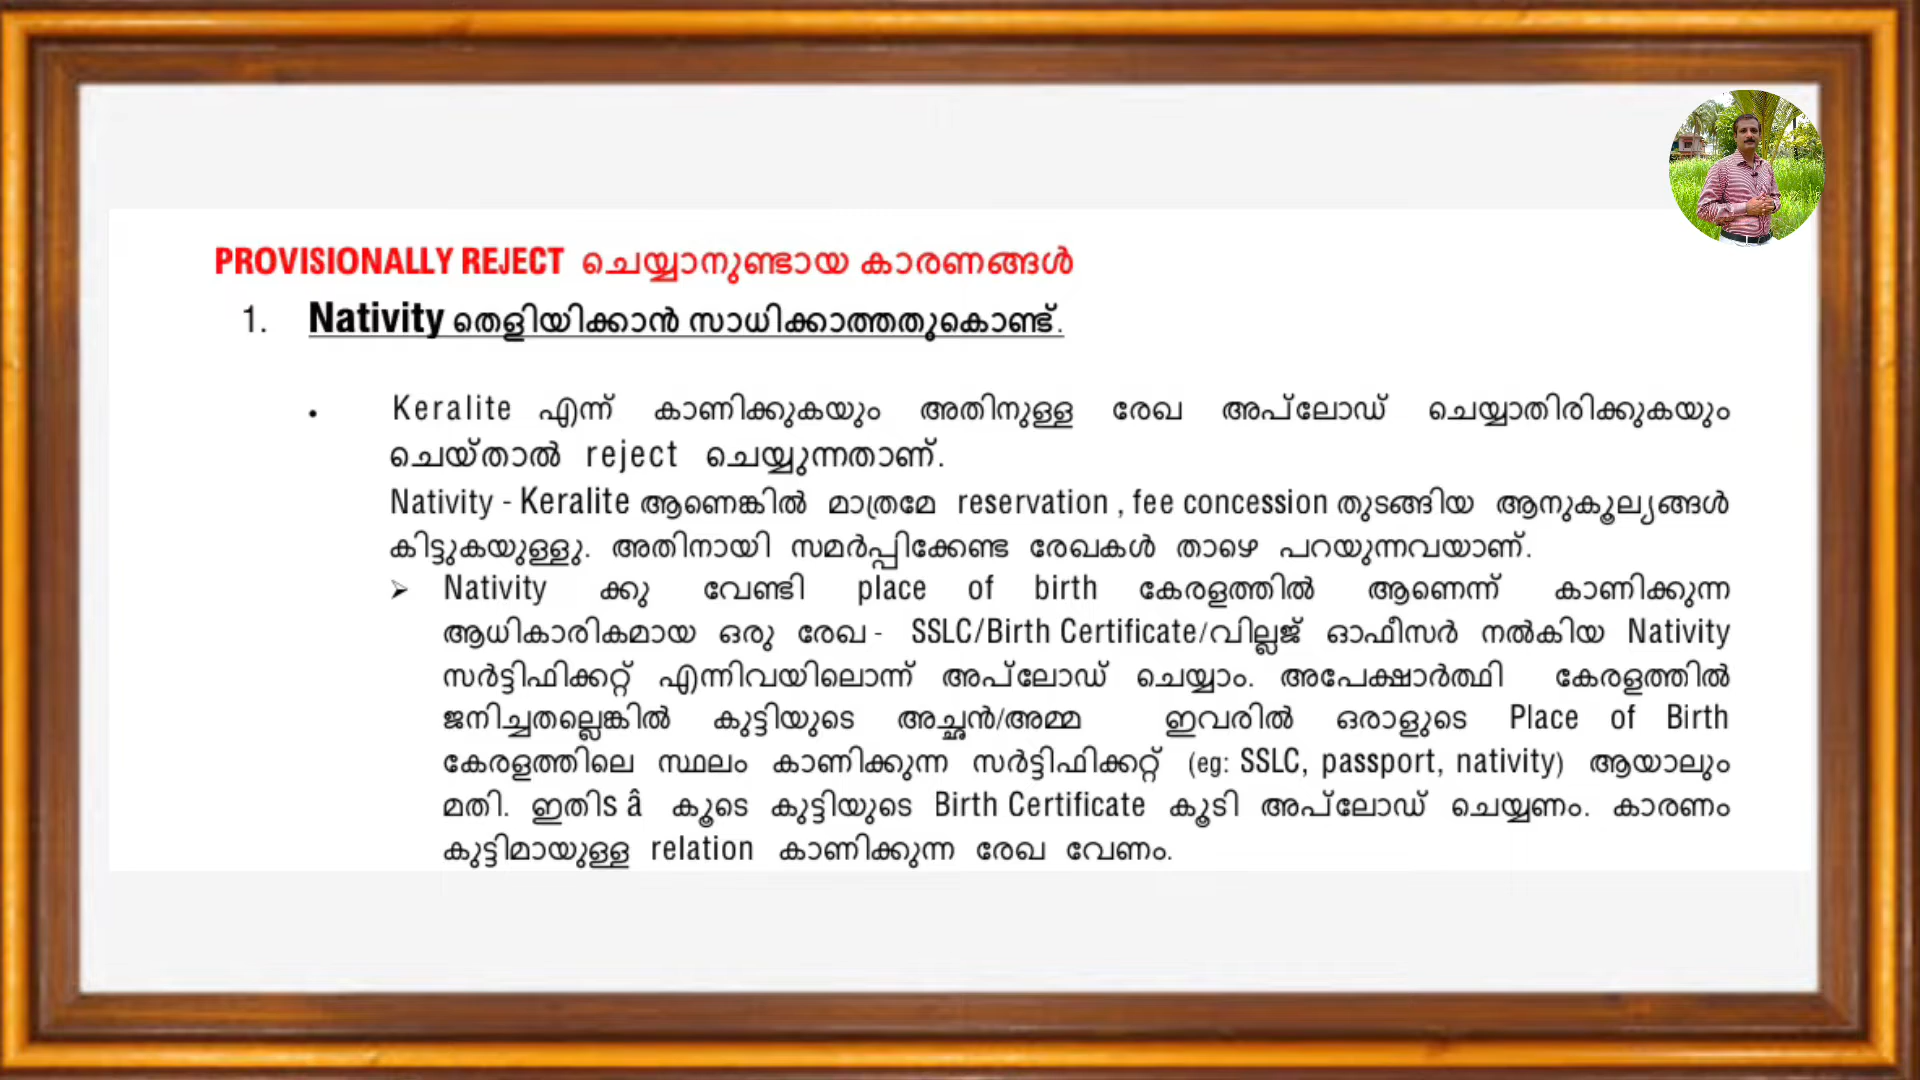 PROVISIONALLY REJECT ചെയ്യാനുണ്ടായ കാരണങ്ങൾ
1. Nativity തെളിയിക്കാൻ സാധിക്കാത്തതുകൊണ്ട്.
• Keralite എന്ന് കാണിക്കുകയും അതിനുള്ള രേഖ അപ്‌ലോഡ് ചെയ്യാതിരിക്കുകയും
ചെയ്താൽ reject ചെയ്യുന്നതാണ്.
Nativity - Keralite ആണെങ്കിൽ മാത്രമേ reservation , fee concession തുടങ്ങിയ ആനുകൂല്യങ്ങൾ
കിട്ടുകയുള്ളു. അതിനായി സമർപ്പിക്കേണ്ട രേഖകൾ താഴെ പറയുന്നവയാണ്.
➢ Nativity ക്കു വേണ്ടി place of birth കേരളത്തിൽ ആണെന്ന് കാണിക്കുന്ന
ആധികാരികമായ ഒരു രേഖ - SSLC/Birth Certificate/വില്ലജ് ഓഫീസർ നൽകിയ Nativity
സർട്ടിഫിക്കറ്റ് എന്നിവയിലൊന്ന് അപ്‌ലോഡ് ചെയ്യാം. അപേക്ഷാർത്ഥി കേരളത്തിൽ
ജനിച്ചതല്ലെങ്കിൽ കുട്ടിയുടെ അച്ഛൻ/അമ്മ ഇവരിൽ ഒരാളുടെ Place of Birth
കേരളത്തിലെ സ്ഥലം കാണിക്കുന്ന സർട്ടിഫിക്കറ്റ് (eg: SSLC, passport, nativity) ആയാലും
മതി. ഇതിs â കൂടെ കുട്ടിയുടെ Birth Certificate കൂടി അപ്‌ലോഡ് ചെയ്യണം. കാരണം
കുട്ടിമായുള്ള relation കാണിക്കുന്ന രേഖ വേണം.